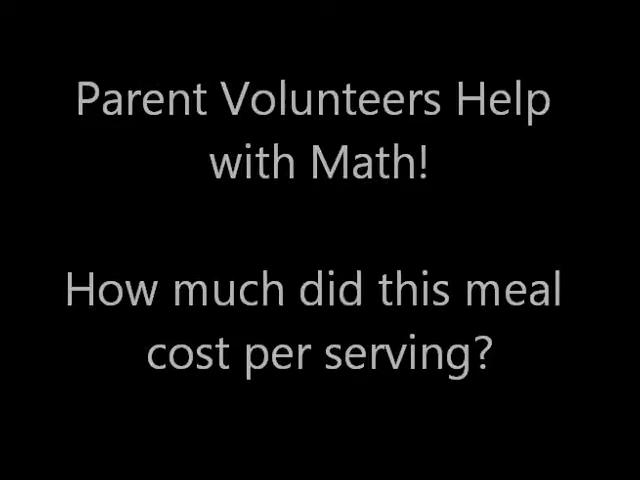 Parent Volunteers Help
with Math!
How much did this meal
cost per serving?